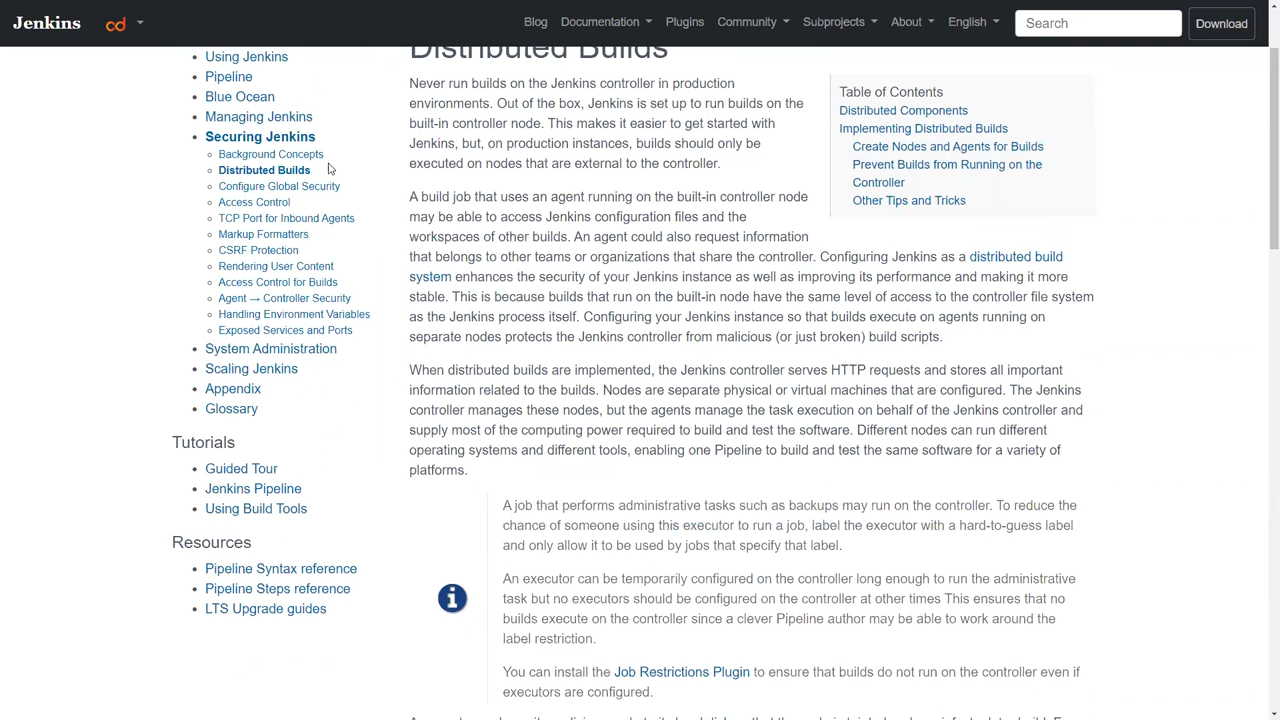 Jenkins
cd
Blog
Documentation
Plugins
Community
Subprojects
About
English
Search
Download
Using Jenkins
Pipeline
Blue Ocean
Managing Jenkins
Securing Jenkins
Background Concepts
Distributed Builds
Configure Global Security
Access Control
TCP Port for Inbound Agents
Markup Formatters
CSRF Protection
Rendering User Content
Access Control for Builds
Agent → Controller Security
Handling Environment Variables
Exposed Services and Ports
System Administration
Scaling Jenkins
Appendix
Glossary
Tutorials
Guided Tour
Jenkins Pipeline
Using Build Tools
Resources
Pipeline Syntax reference
Pipeline Steps reference
LTS Upgrade guides
Distributed Builds
Never run builds on the Jenkins controller in production
environments. Out of the box, Jenkins is set up to run builds on the
built-in controller node. This makes it easier to get started with
Jenkins, but, on production instances, builds should only be
executed on nodes that are external to the controller.
Table of Contents
Distributed Components
Implementing Distributed Builds
Create Nodes and Agents for Builds
Prevent Builds from Running on the
Controller
Other Tips and Tricks
A build job that uses an agent running on the built-in controller node
may be able to access Jenkins configuration files and the
workspaces of other builds. An agent could also request information
that belongs to other teams or organizations that share the controller. Configuring Jenkins as a distributed build
system enhances the security of your Jenkins instance as well as improving its performance and making it more
stable. This is because builds that run on the built-in node have the same level of access to the controller file system
as the Jenkins process itself. Configuring your Jenkins instance so that builds execute on agents running on
separate nodes protects the Jenkins controller from malicious (or just broken) build scripts.
When distributed builds are implemented, the Jenkins controller serves HTTP requests and stores all important
information related to the builds. Nodes are separate physical or virtual machines that are configured. The Jenkins
controller manages these nodes, but the agents manage the task execution on behalf of the Jenkins controller and
supply most of the computing power required to build and test the software. Different nodes can run different
operating systems and different tools, enabling one Pipeline to build and test the same software for a variety of
platforms.
A job that performs administrative tasks such as backups may run on the controller. To reduce the
chance of someone using this executor to run a job, label the executor with a hard-to-guess label
and only allow it to be used by jobs that specify that label.
An executor can be temporarily configured on the controller long enough to run the administrative
task but no executors should be configured on the controller at other times This ensures that no
builds execute on the controller since a clever Pipeline author may be able to work around the
label restriction.
You can install the Job Restrictions Plugin to ensure that builds do not run on the controller even if
executors are configured.